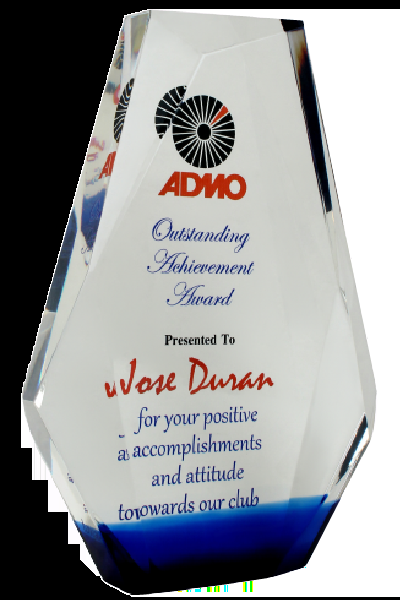 ADMO
Outstanding
Achievement
Award
Presented To
Jose Duran
for your positive
accomplishments
and attitude
towards our club